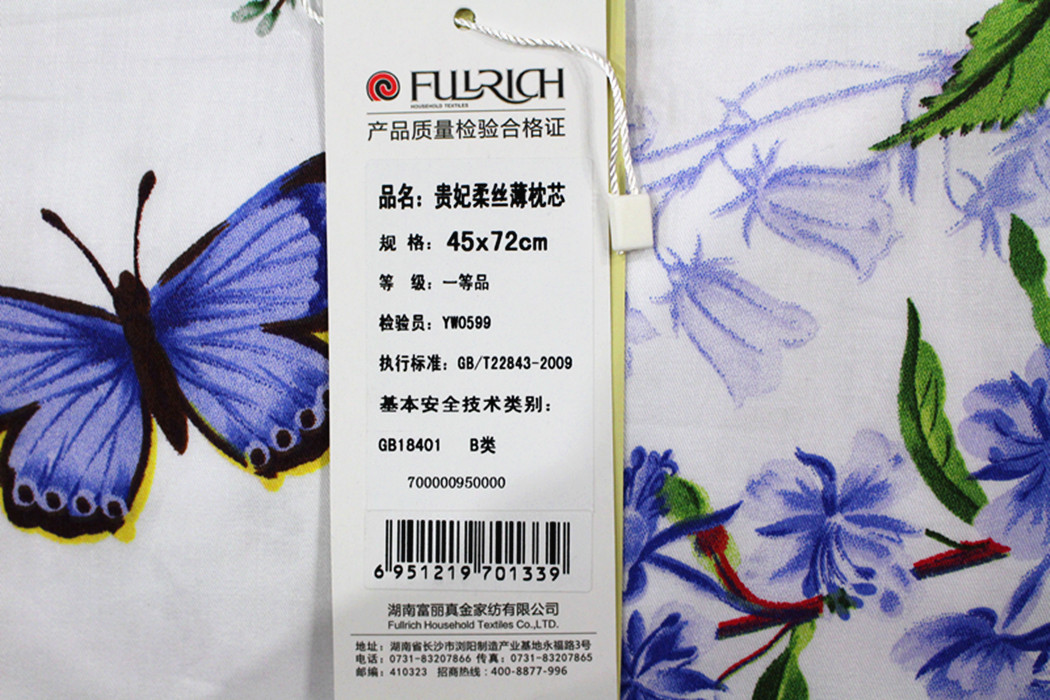 FULLRICH
HOUSEHOLD TEXTILES
产品质量检验合格证
品名：贵妃柔丝薄枕芯
规 格：45x72cm
等 级：一等品
检验员：YW0599
执行标准：GB/T22843-2009
基本安全技术类别：
GB18401 B类
700000950000
6 951219 701339
湖南富丽真金家纺有限公司
Fullrich Household Textiles Co.,LTD.
地址：湖南省长沙市浏阳制造产业基地永福路3号
电话：0731-83207866 传真：0731-83207865
邮编：410323 招商热线：400-8877-996